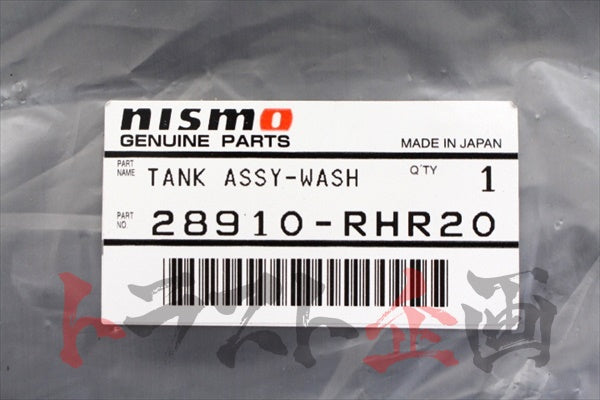 nismo
GENUINE PARTS
MADE IN JAPAN
PART NAME TANK ASSY-WASH Q'TY 1
PART NO. 28910-RHR20
トラスト企画